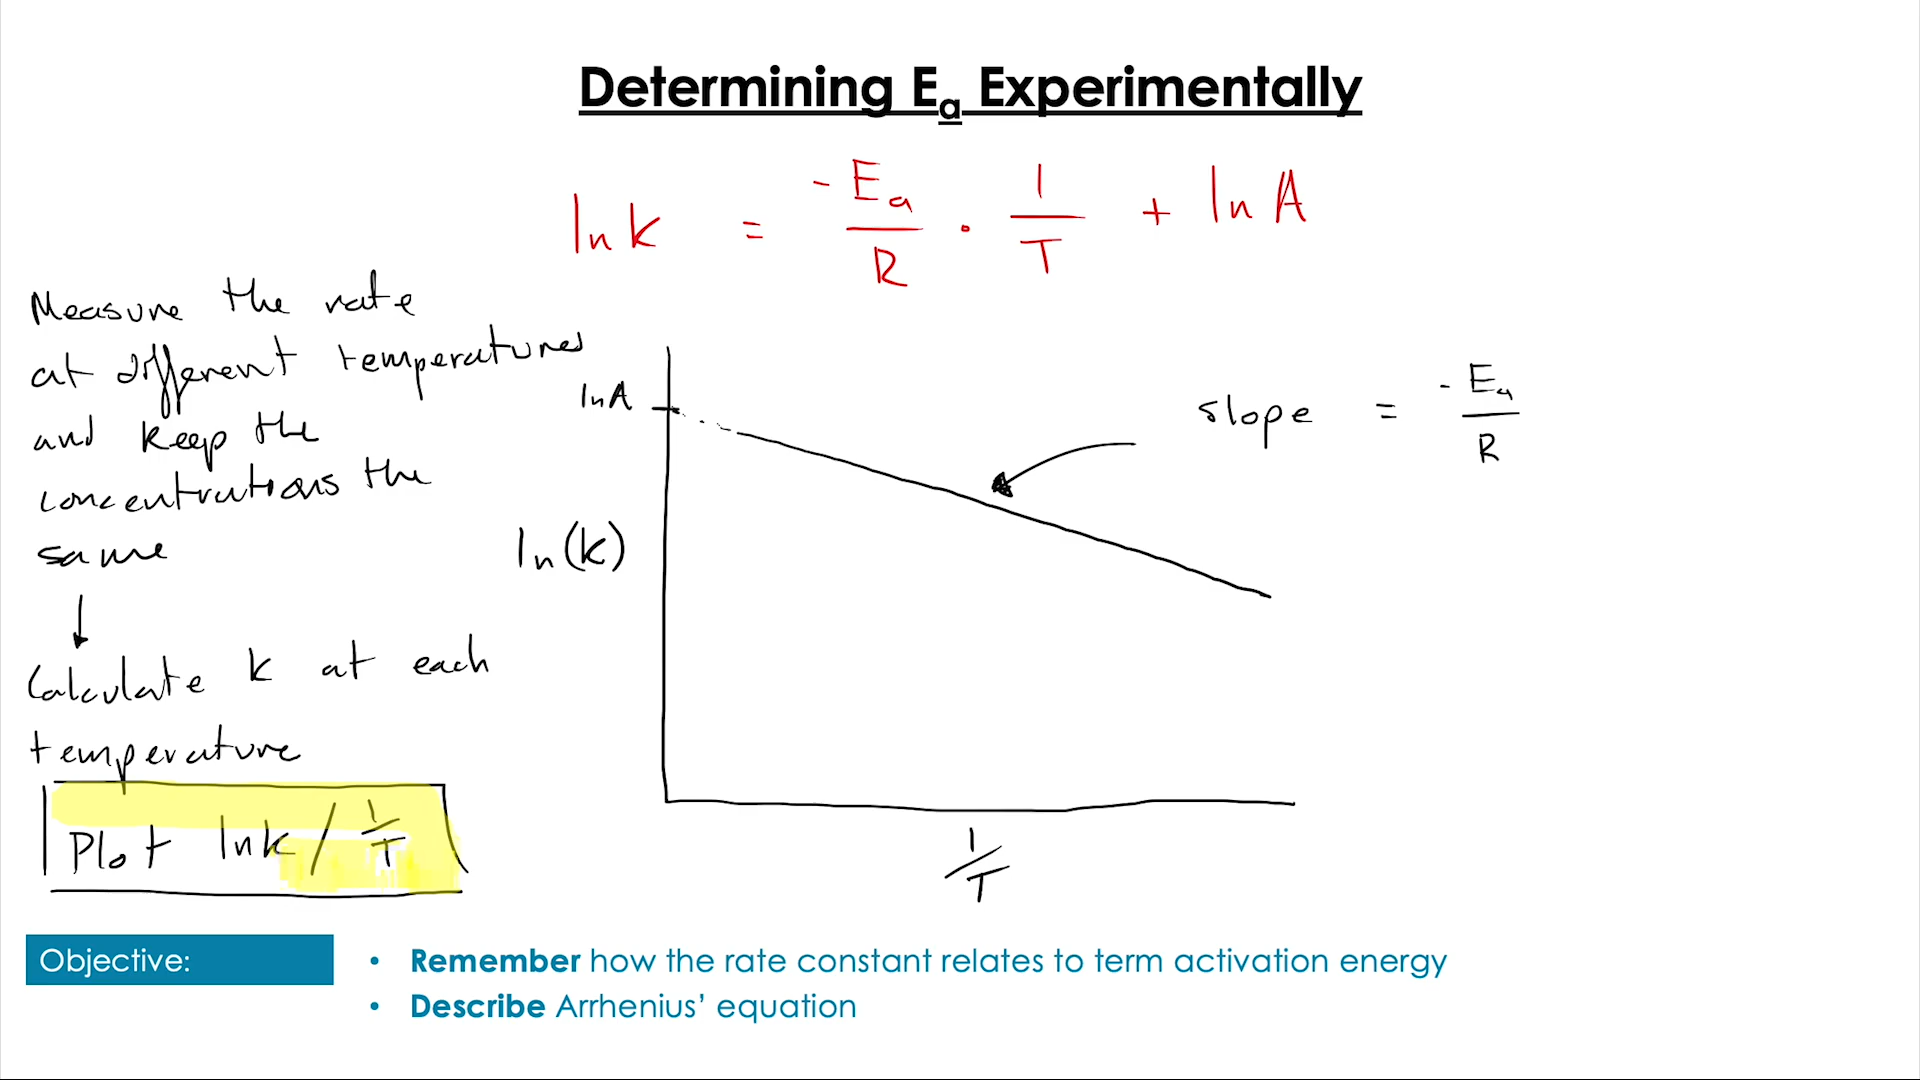 Determining Ea Experimentally
ln k = -Ea/R · 1/T + ln A
Measure the rate
at different temperatures
and keep the
concentrations the
same
Calculate k at each
temperature
Plot lnk / 1/T
lnA
ln(k)
1/T
slope = -Ea/R
Objective:
• Remember how the rate constant relates to term activation energy
• Describe Arrhenius’ equation